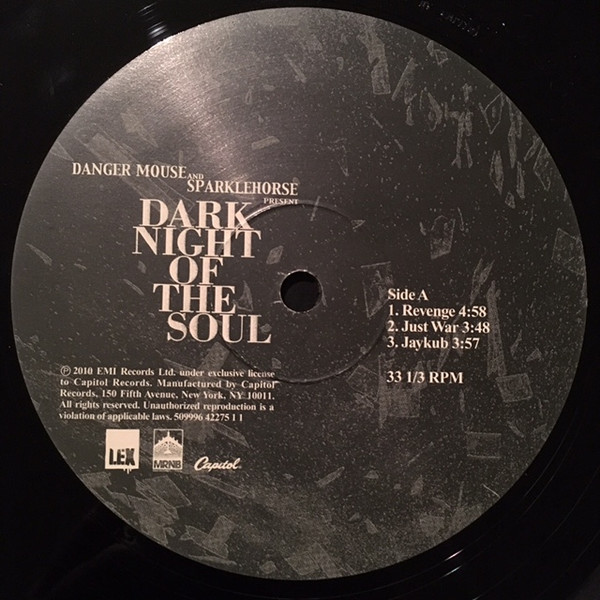 DANGER MOUSE AND
SPARKLEHORSE
PRESENT
DARK
NIGHT
OF
THE
SOUL
Side A
1. Revenge 4:58
2. Just War 3:48
3. Jaykub 3:57
33 1/3 RPM
℗ 2010 EMI Records Ltd. under exclusive license
to Capitol Records. Manufactured by Capitol
Records, 150 Fifth Avenue, New York, NY 10011.
All rights reserved. Unauthorized reproduction is a
violation of applicable laws. 509996 42275 1 1
LEX
MRNB
Capitol